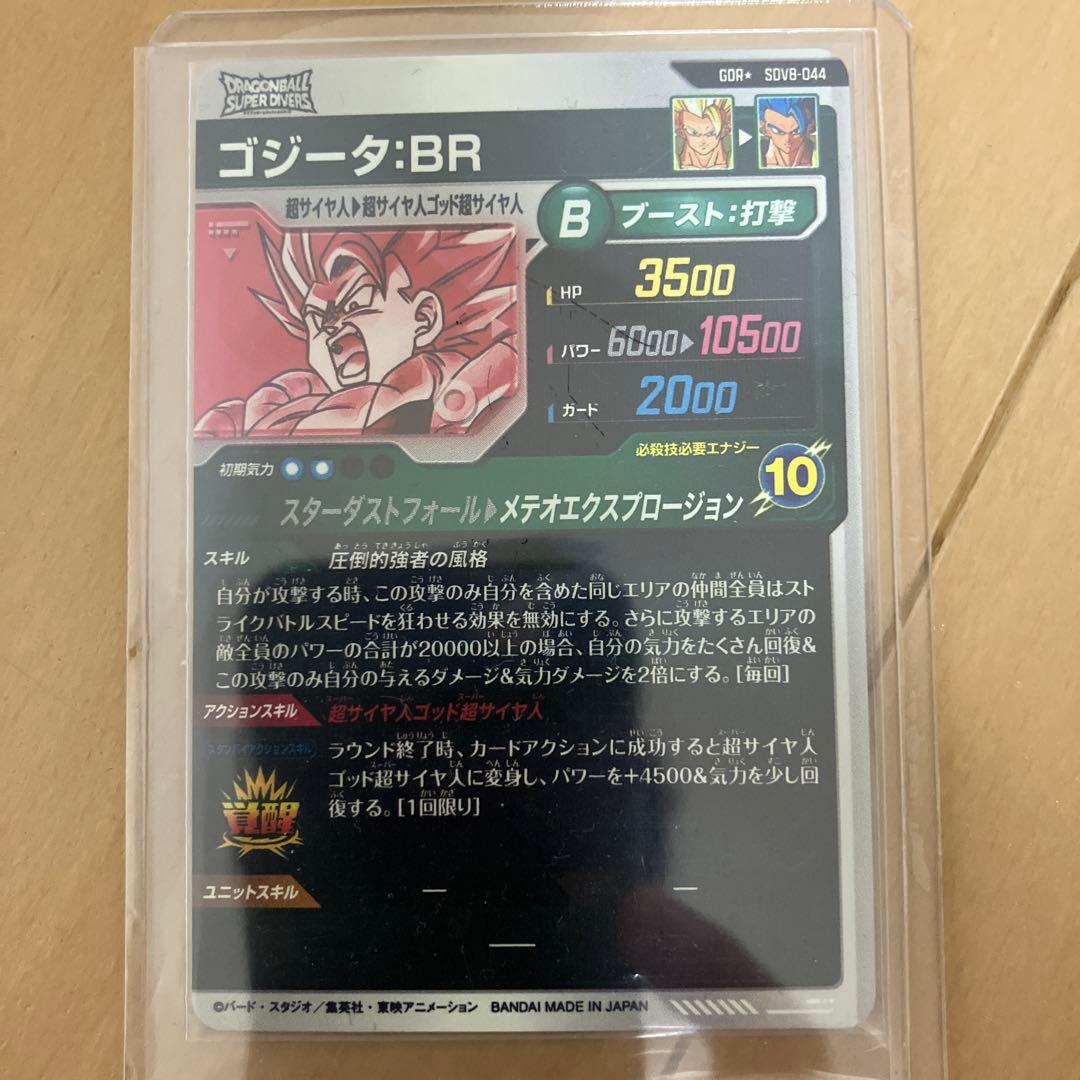 DRAGONBALL
SUPER DIVERS
GDR★ SDV8-044
ゴジータ:BR
超サイヤ人▶超サイヤ人ゴッド超サイヤ人
B ブースト:打撃
HP 3500
パワー 6000▶10500
ガード 2000
初期気力
必殺技必要エナジー
10
スターダストフォール▶メテオエクスプロージョン
スキル 圧倒的強者の風格
自分が攻撃する時、この攻撃のみ自分を含めた同じエリアの仲間全員はスト
ライクバトルスピードを狂わせる効果を無効にする。さらに攻撃するエリアの
敵全員のパワーの合計が20000以上の場合、自分の気力をたくさん回復&
この攻撃のみ自分の与えるダメージ&気力ダメージを2倍にする。[毎回]
アクションスキル 超サイヤ人ゴッド超サイヤ人
スタンバイアクションスキル
ラウンド終了時、カードアクションに成功すると超サイヤ人
ゴッド超サイヤ人に変身し、パワーを+4500&気力を少し回
復する。[1回限り]
覚醒
ユニットスキル — —
—
©バード・スタジオ/集英社・東映アニメーション BANDAI MADE IN JAPAN